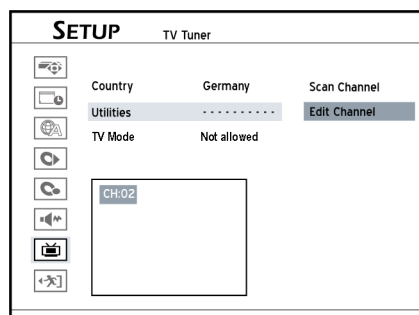 SETUP TV Tuner
Country Germany Scan Channel
Utilities - - - - - - - - - - Edit Channel
TV Mode Not allowed
CH:02